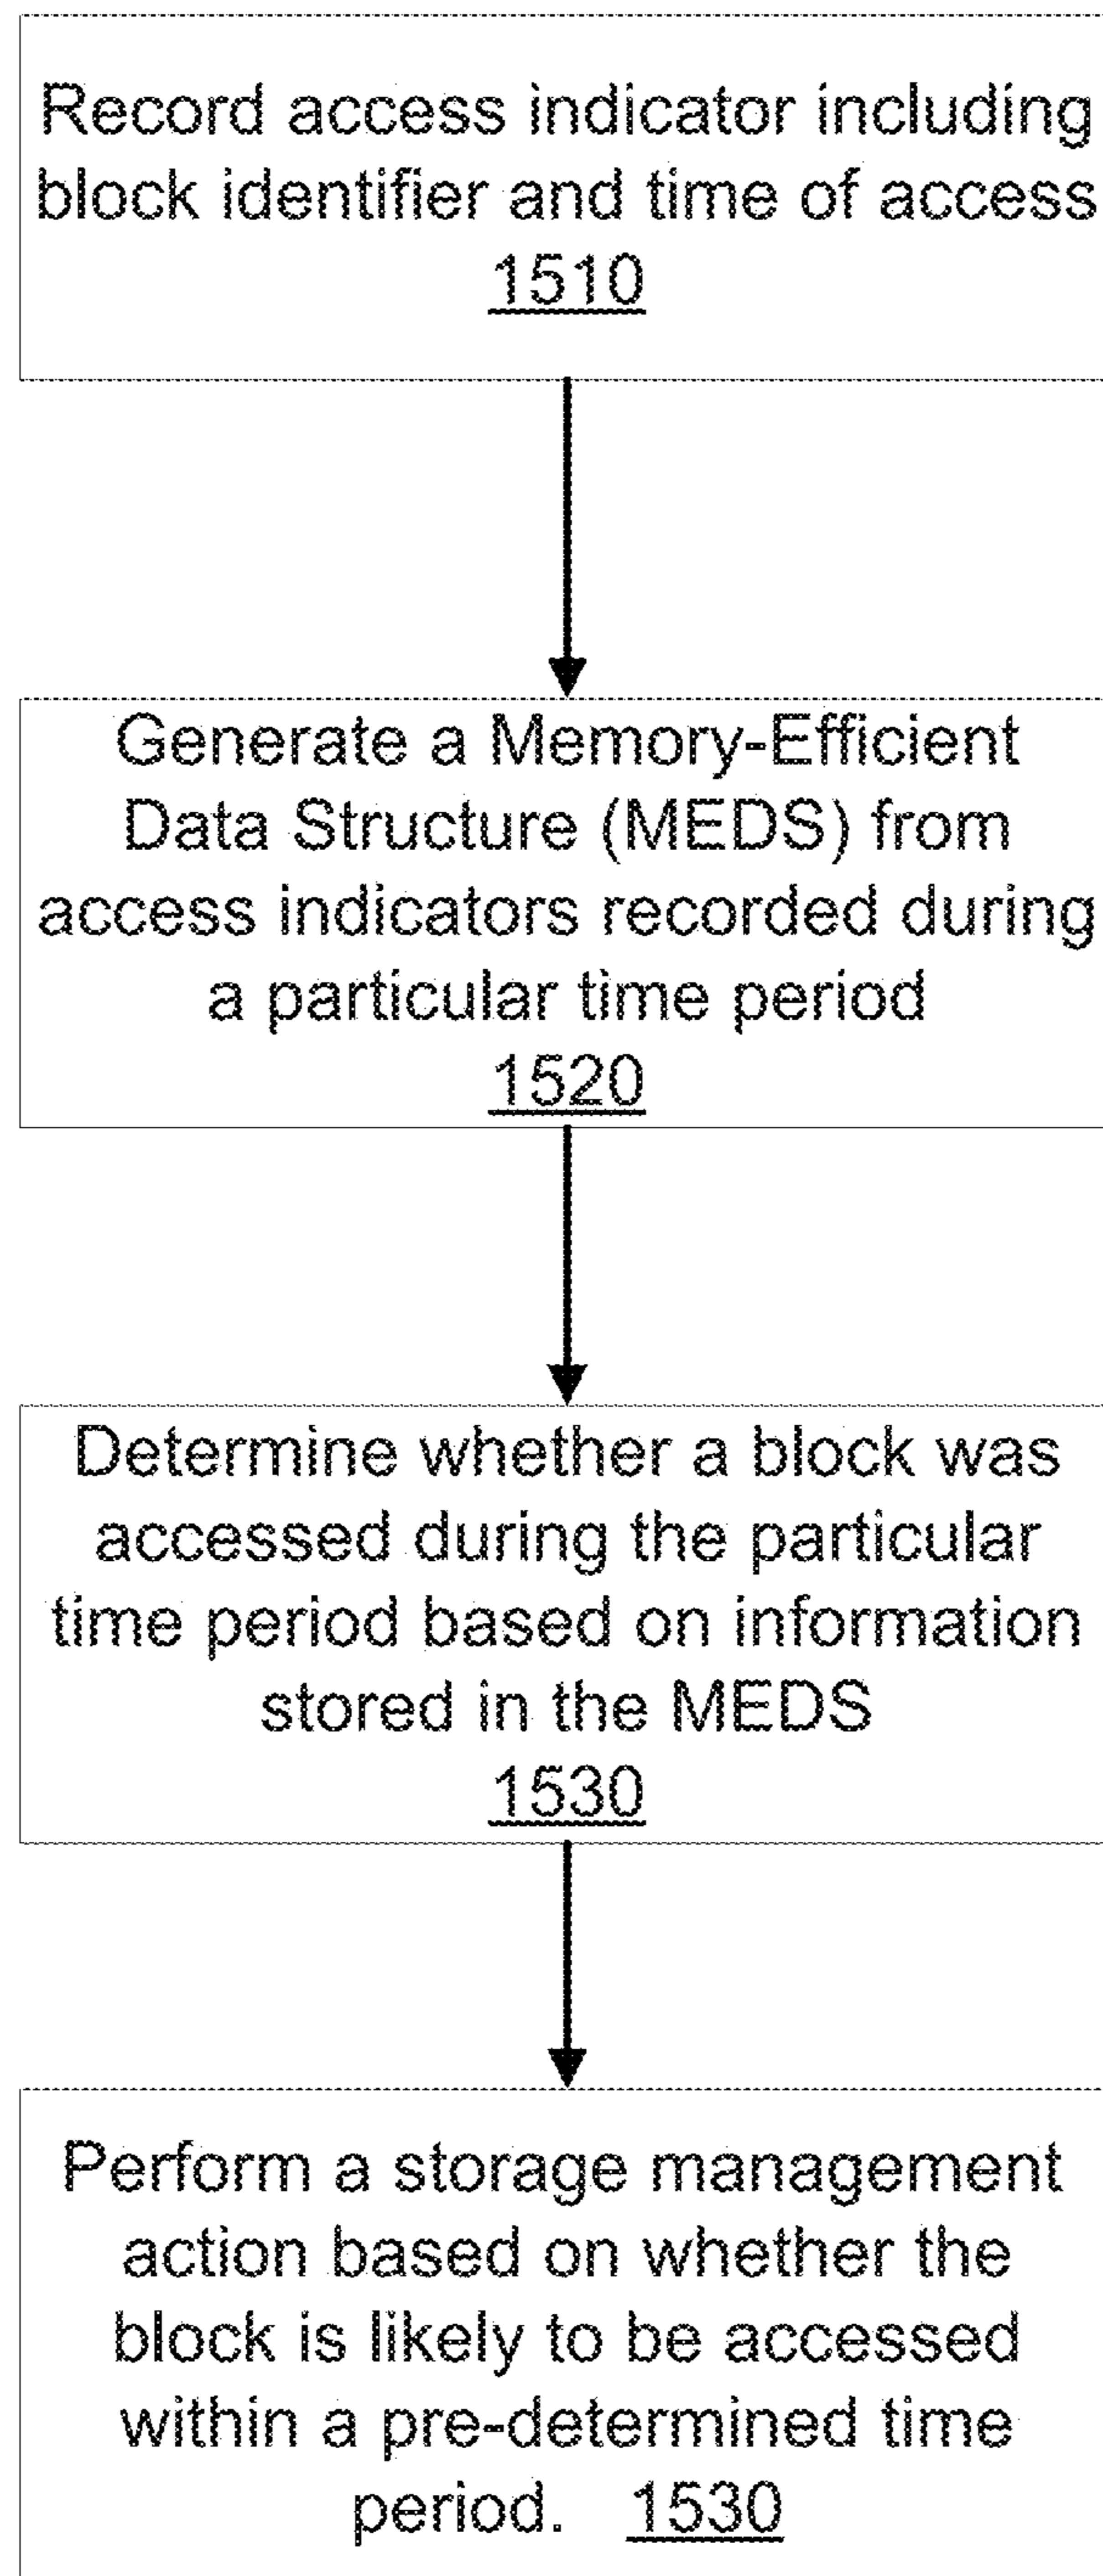 Record access indicator including
block identifier and time of access
1510
Generate a Memory-Efficient
Data Structure (MEDS) from
access indicators recorded during
a particular time period
1520
Determine whether a block was
accessed during the particular
time period based on information
stored in the MEDS
1530
Perform a storage management
action based on whether the
block is likely to be accessed
within a pre-determined time
period. 1530